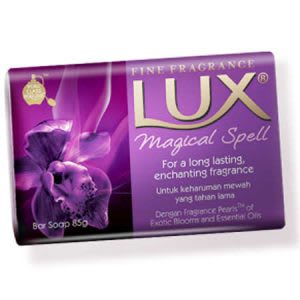 FINE FRAGRANCE
LUX®
Magical Spell
For a long lasting,
enchanting fragrance
Untuk keharuman mewah
yang tahan lama
Dengan Fragrance Pearls™ of
Exotic Blooms and Essential Oils
Bar Soap 85g